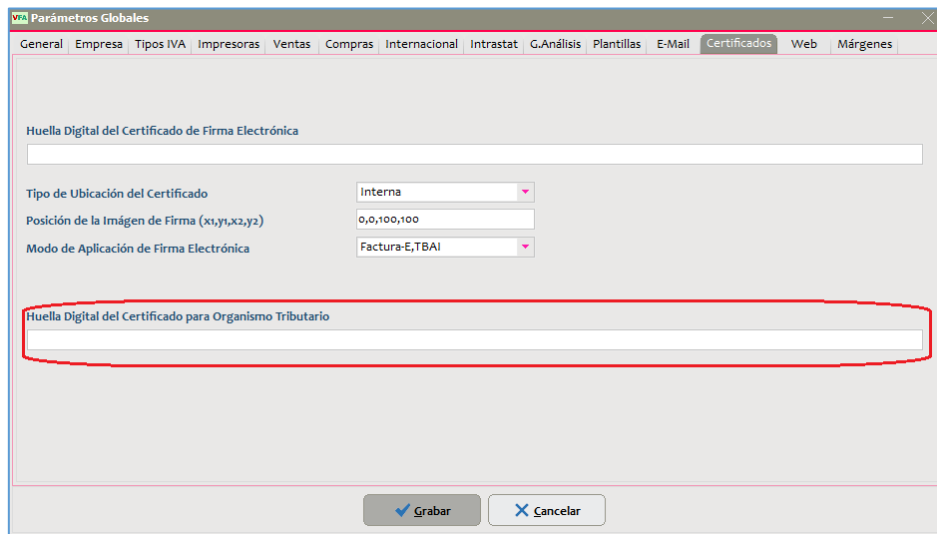 VFA Parámetros Globales
General Empresa Tipos IVA Impresoras Ventas Compras Internacional Intrastat G.Análisis Plantillas E-Mail Certificados Web Márgenes
Huella Digital del Certificado de Firma Electrónica
Tipo de Ubicación del Certificado Interna
Posición de la Imágen de Firma (x1,y1,x2,y2) 0,0,100,100
Modo de Aplicación de Firma Electrónica Factura-E,TBAI
Huella Digital del Certificado para Organismo Tributario
Grabar Cancelar